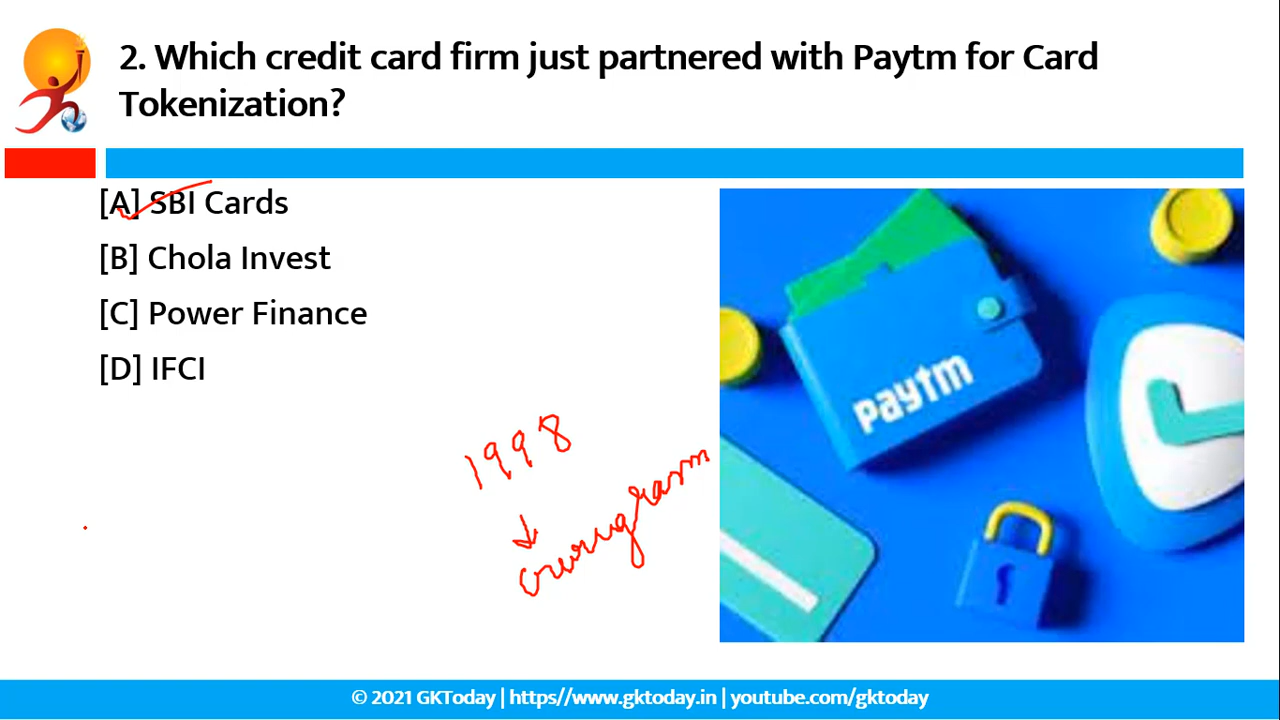 2. Which credit card firm just partnered with Paytm for Card
Tokenization?
[A] SBI Cards
[B] Chola Invest
[C] Power Finance
[D] IFCI
paytm
1998
Gurugram
© 2021 GKToday | https//www.gktoday.in | youtube.com/gktoday